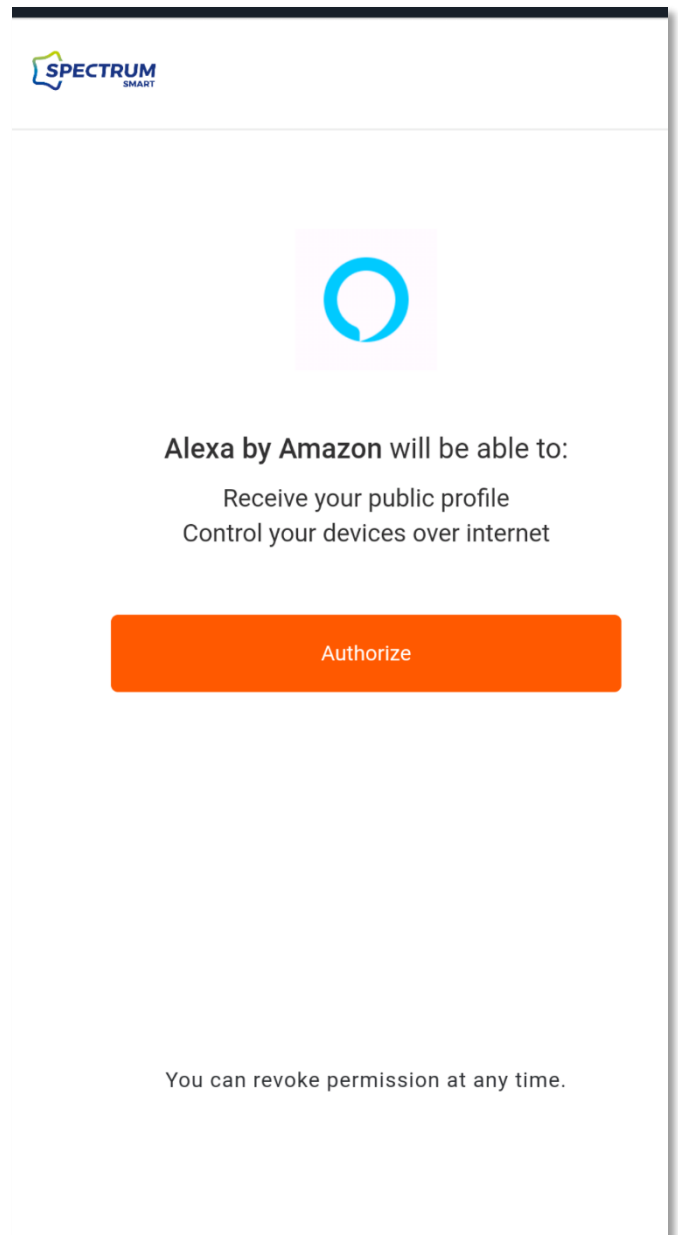 SPECTRUM
SMART
Alexa by Amazon will be able to:
Receive your public profile
Control your devices over internet
Authorize
You can revoke permission at any time.